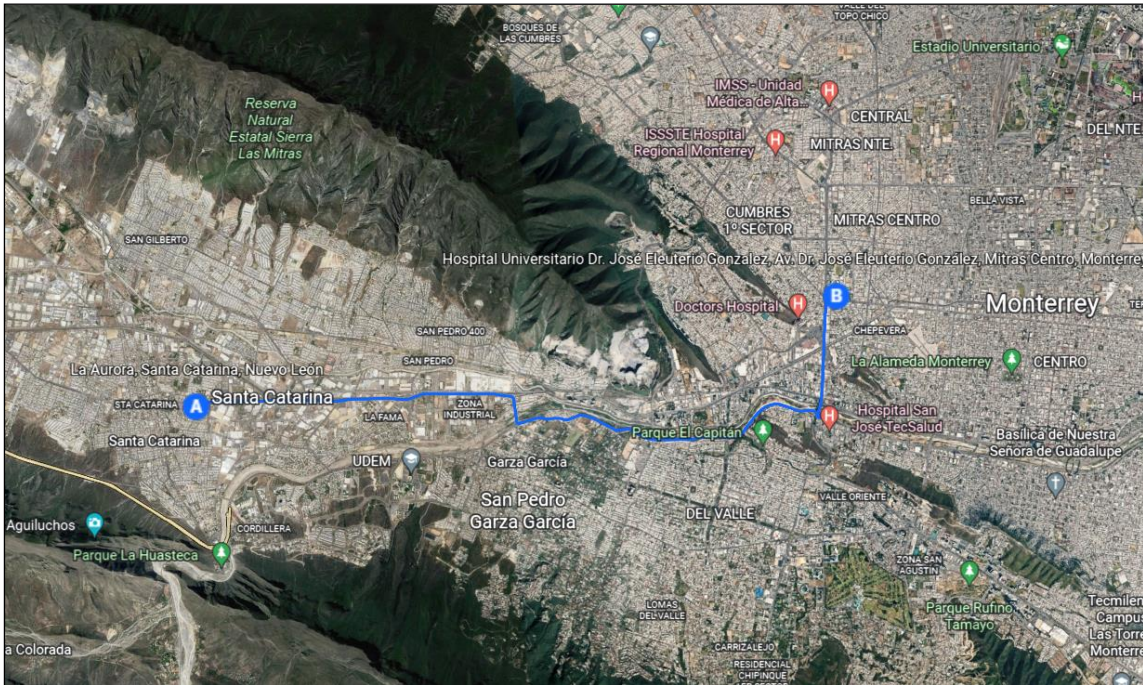 BOSQUES DE
LAS CUMBRES
VALLE DEL
TOPO CHICO
Estadio Universitario
IMSS - Unidad
Médica de Alta...
H
CENTRAL
ISSSTE Hospital
Regional Monterrey
H
MITRAS NTE.
DEL NTE
Reserva
Natural
Estatal Sierra
Las Mitras
BELLA VISTA
CUMBRES
1º SECTOR
MITRAS CENTRO
SAN GILBERTO
Hospital Universitario Dr. José Eleuterio González, Av. Dr. José Eleuterio González, Mitras Centro, Monterrey
B
Doctors Hospital
H
Monterrey
SAN PEDRO 400
CHEPEVERA
SAN PEDRO
La Alameda Monterrey
CENTRO
La Aurora, Santa Catarina, Nuevo León
STA CATARINA
A
Santa Catarina
LA FAMA
ZONA
INDUSTRIAL
Hospital San
José TecSalud
H
Parque El Capitán
Santa Catarina
Basílica de Nuestra
Señora de Guadalupe
UDEM
Garza García
VALLE ORIENTE
San Pedro
Garza García
DEL VALLE
Aguiluchos
CORDILLERA
Parque La Huasteca
ZONA SAN
AGUSTÍN
LOMAS
DEL VALLE
Parque Rufino
Tamayo
Tecmilen
Campus
Las Torre
Monterre
a Colorada
CARRIZALEJO
RESIDENCIAL
CHIPINQUE